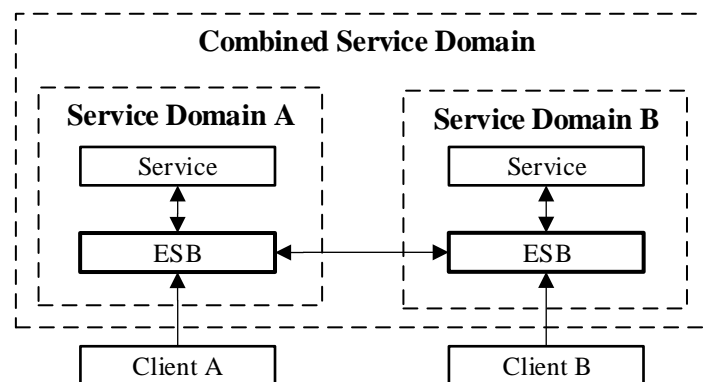 Combined Service Domain
Service Domain A
Service Domain B
Service
Service
ESB
ESB
Client A
Client B